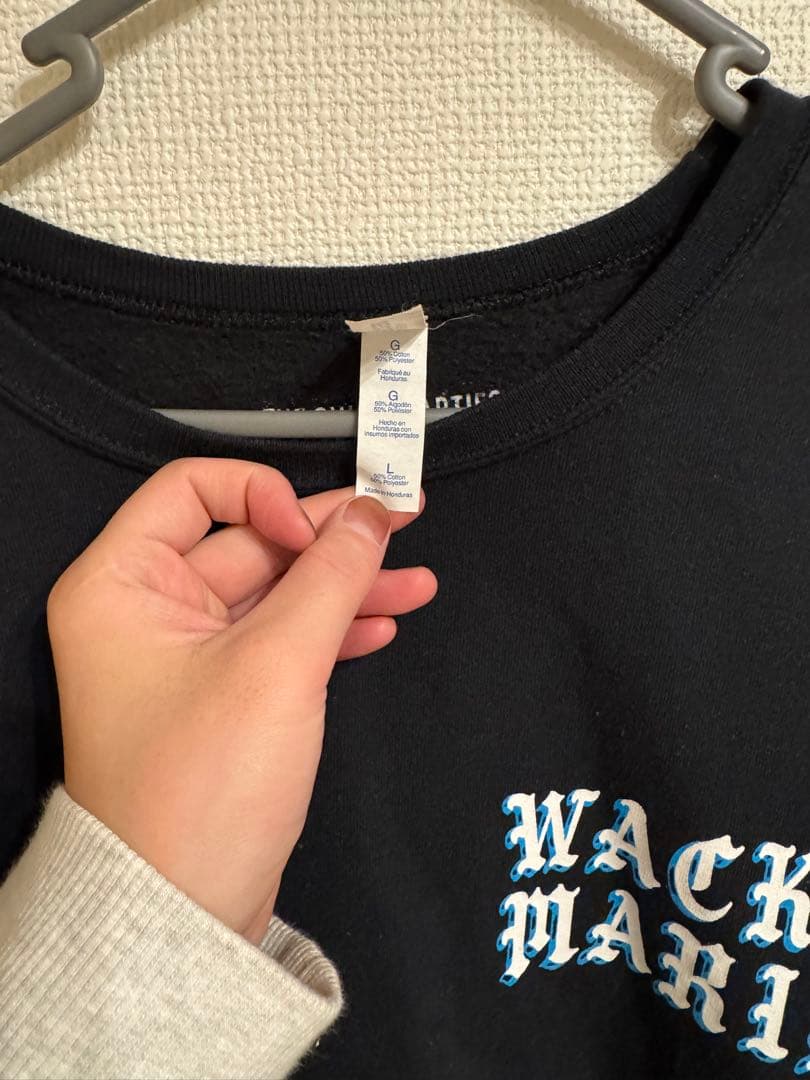 G
50% Cotton
50% Polyester
Fabriqué au
Honduras
G
50% Algodón
50% Poliéster
Hecho en
Honduras con
insumos importados
L
50% Cotton
50% Polyester
Made in Honduras
WACK
MARI